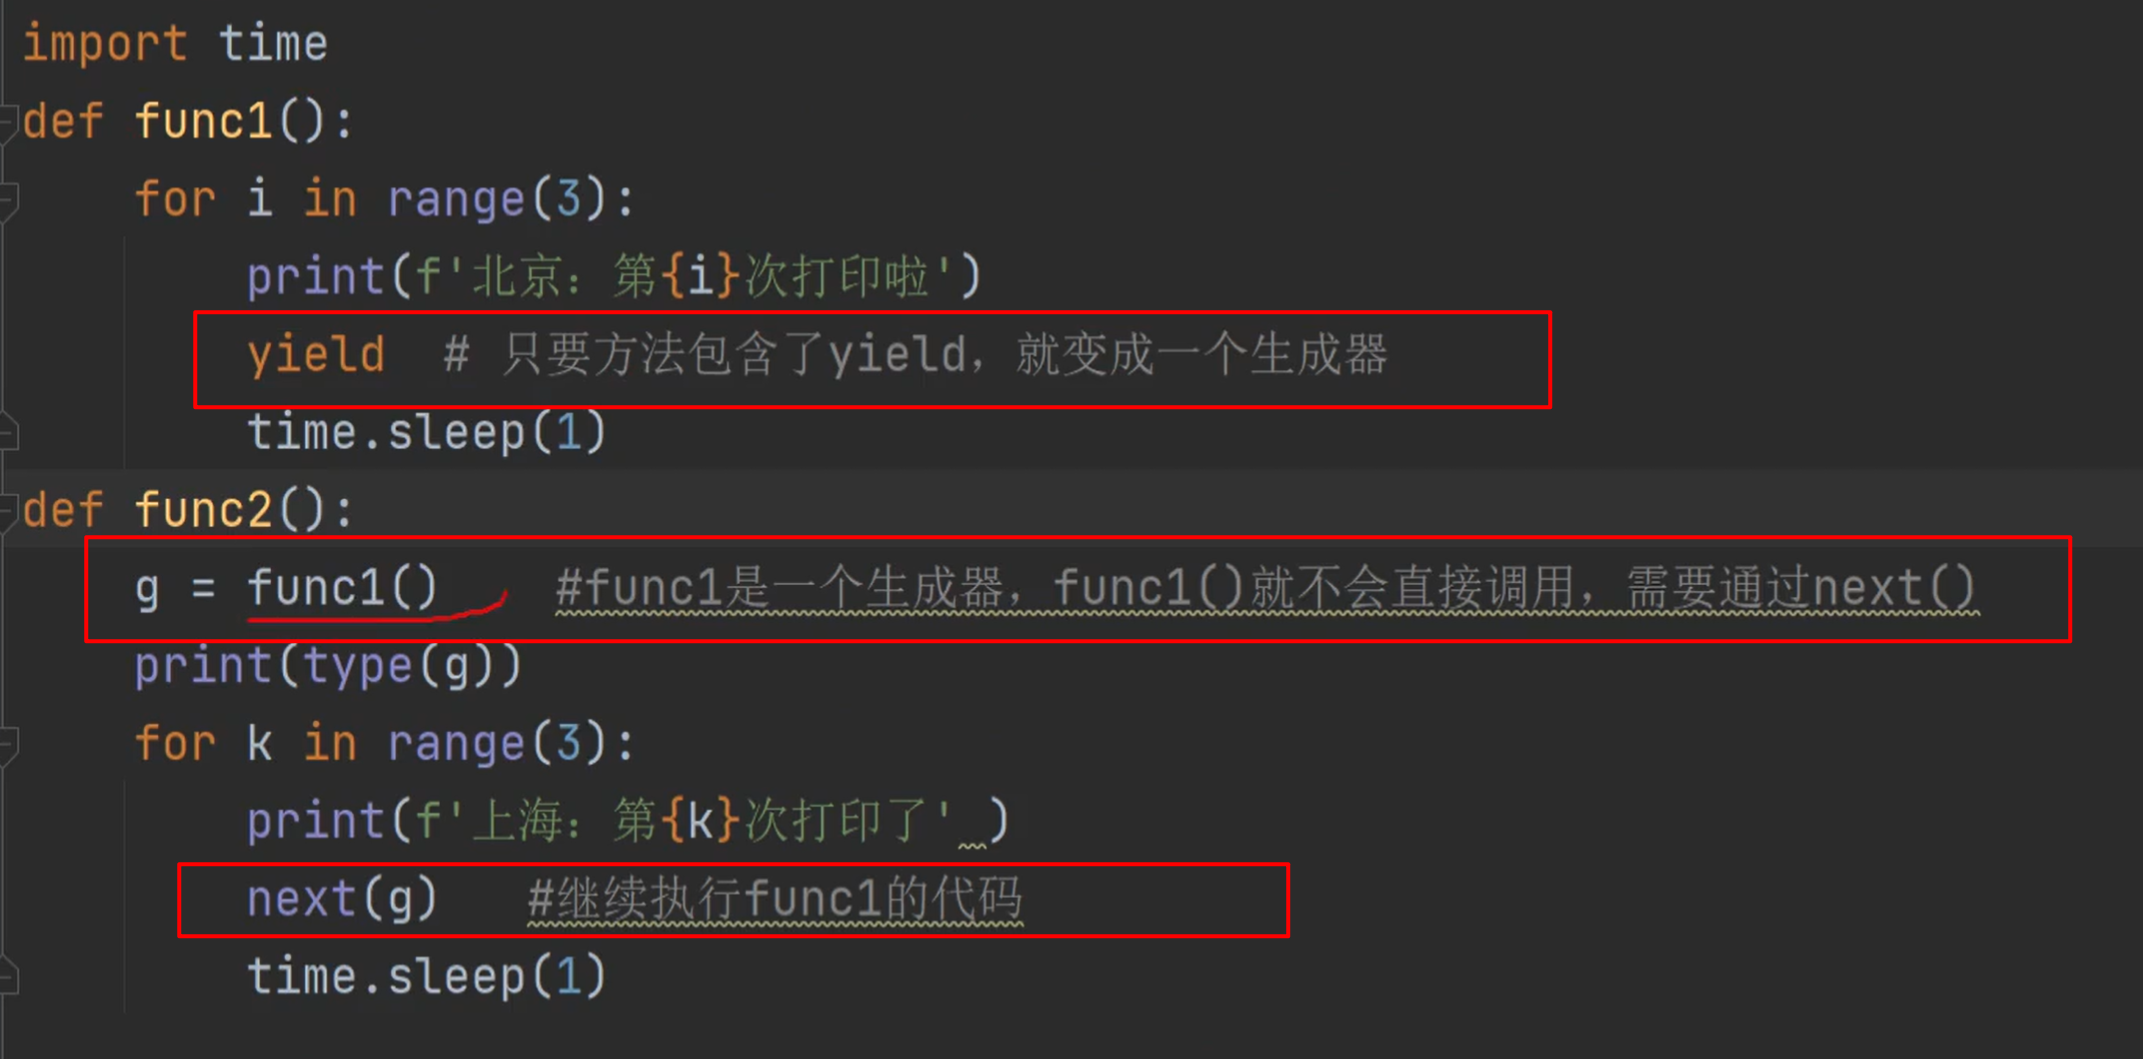 import time
def func1():
    for i in range(3):
        print(f'北京：第{i}次打印啦')
        yield  # 只要方法包含了yield，就变成一个生成器
        time.sleep(1)
def func2():
    g = func1()    #func1是一个生成器，func1()就不会直接调用，需要通过next()
    print(type(g))
    for k in range(3):
        print(f'上海：第{k}次打印了' )
        next(g)   #继续执行func1的代码
        time.sleep(1)